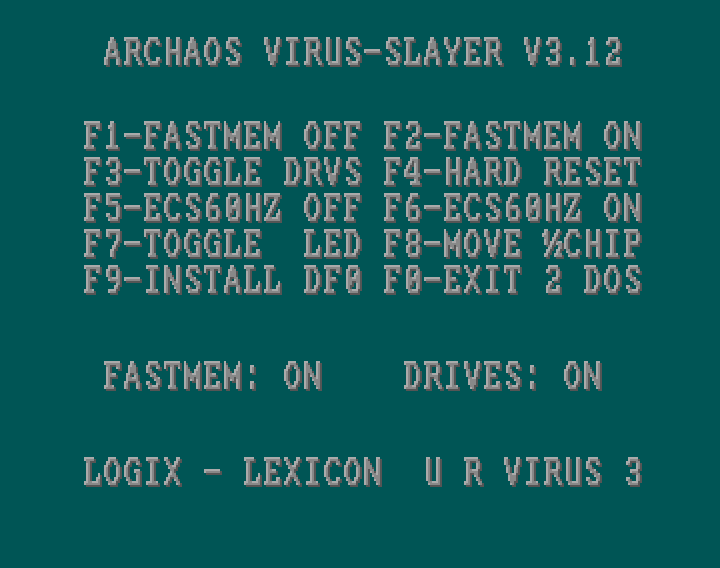 ARCHAOS VIRUS-SLAYER V3.12
F1-FASTMEM OFF F2-FASTMEM ON
F3-TOGGLE DRVS F4-HARD RESET
F5-ECS60HZ OFF F6-ECS60HZ ON
F7-TOGGLE  LED F8-MOVE ½CHIP
F9-INSTALL DF0 F0-EXIT 2 DOS
FASTMEM: ON    DRIVES: ON
LOGIX - LEXICON  U R VIRUS 3